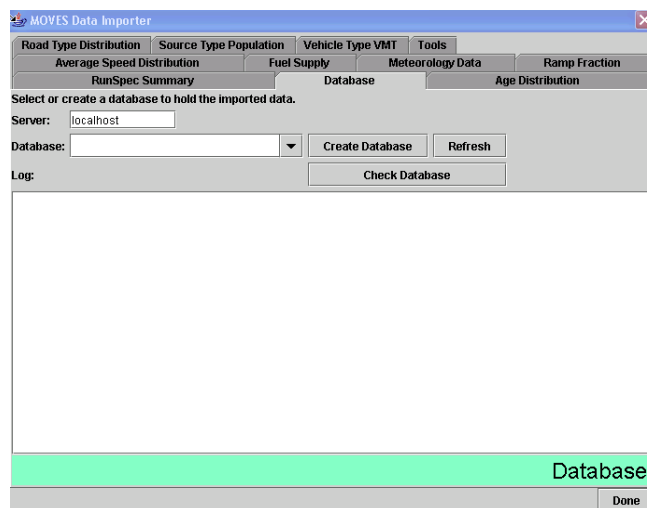 MOVES Data Importer
Road Type Distribution Source Type Population Vehicle Type VMT Tools
Average Speed Distribution Fuel Supply Meteorology Data Ramp Fraction
RunSpec Summary Database Age Distribution
Select or create a database to hold the imported data.
Server: localhost
Database: Create Database Refresh
Log: Check Database
Database
Done